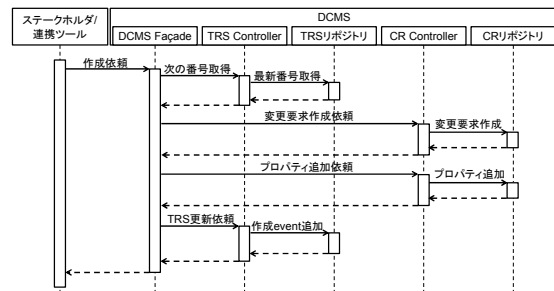 ステークホルダ/
連携ツール
DCMS
DCMS Façade
TRS Controller
TRSリポジトリ
CR Controller
CRリポジトリ
作成依頼
次の番号取得
最新番号取得
変更要求作成依頼
変更要求作成
プロパティ追加依頼
プロパティ追加
TRS更新依頼
作成event追加